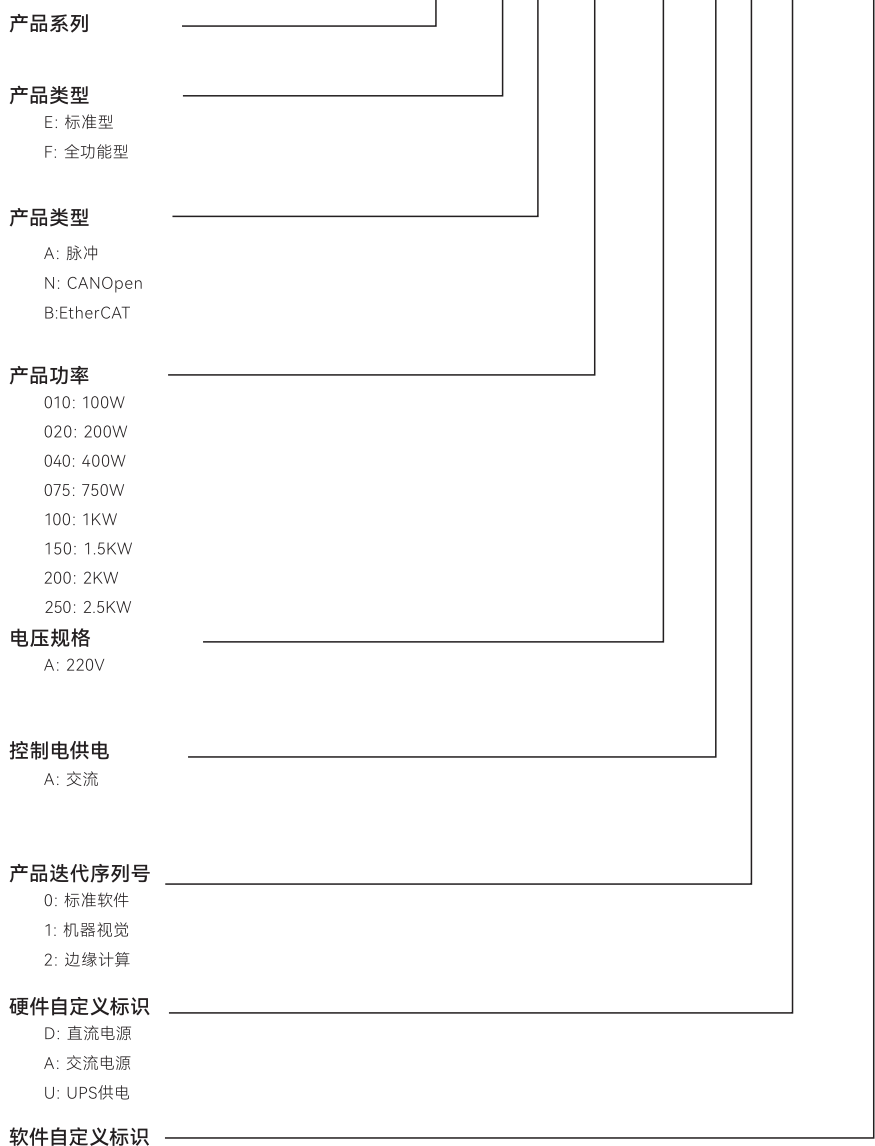 产品系列
产品类型
E: 标准型
F: 全功能型
产品类型
A: 脉冲
N: CANOpen
B:EtherCAT
产品功率
010: 100W
020: 200W
040: 400W
075: 750W
100: 1KW
150: 1.5KW
200: 2KW
250: 2.5KW
电压规格
A: 220V
控制电供电
A: 交流
产品迭代序列号
0: 标准软件
1: 机器视觉
2: 边缘计算
硬件自定义标识
D: 直流电源
A: 交流电源
U: UPS供电
软件自定义标识